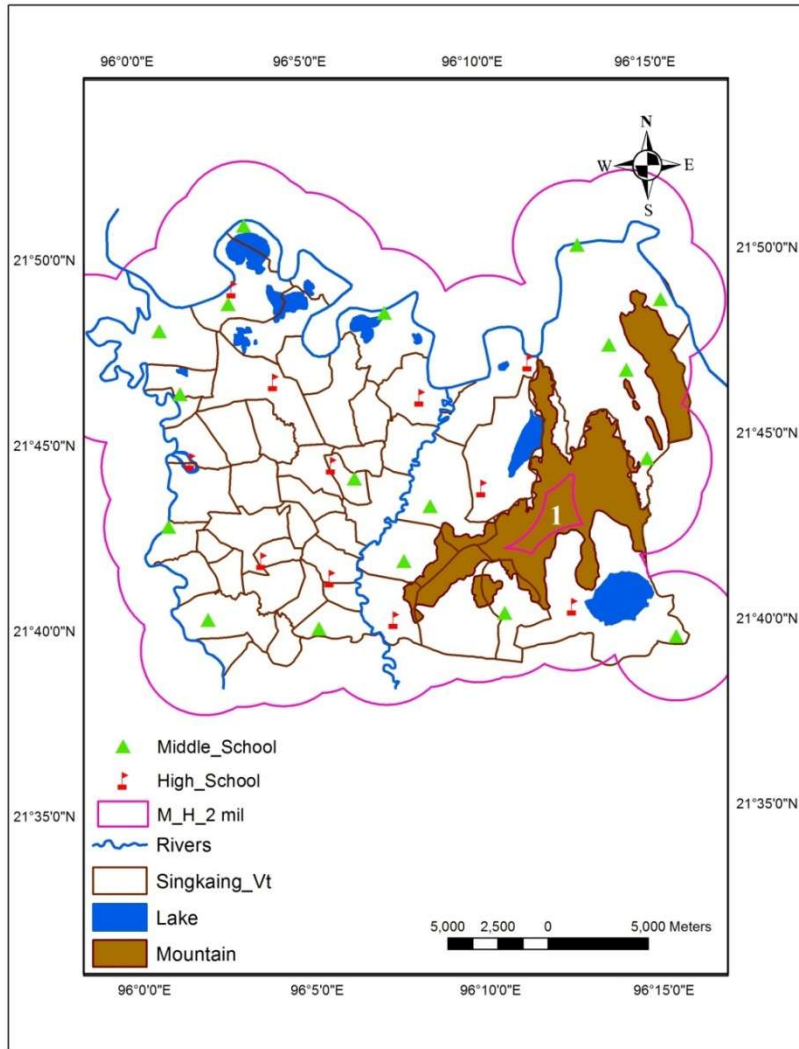 96°0'0"E 96°5'0"E 96°10'0"E 96°15'0"E
N
W E
S
21°50'0"N 21°50'0"N
21°45'0"N 21°45'0"N
1
21°40'0"N 21°40'0"N
Middle_School
High_School
M_H_2 mil
21°35'0"N 21°35'0"N
Rivers
Singkaing_Vt
Lake
5,000 2,500 0 5,000 Meters
Mountain
96°0'0"E 96°5'0"E 96°10'0"E 96°15'0"E